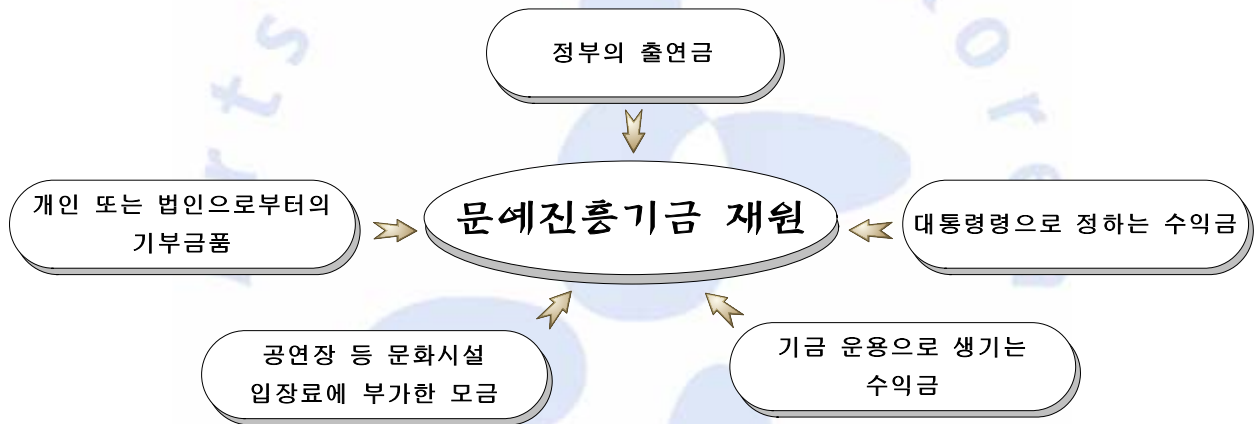 정부의 출연금
개인 또는 법인으로부터의
기부금품
문예진흥기금 재원
대통령령으로 정하는 수익금
공연장 등 문화시설
입장료에 부가한 모금
기금 운용으로 생기는
수익금